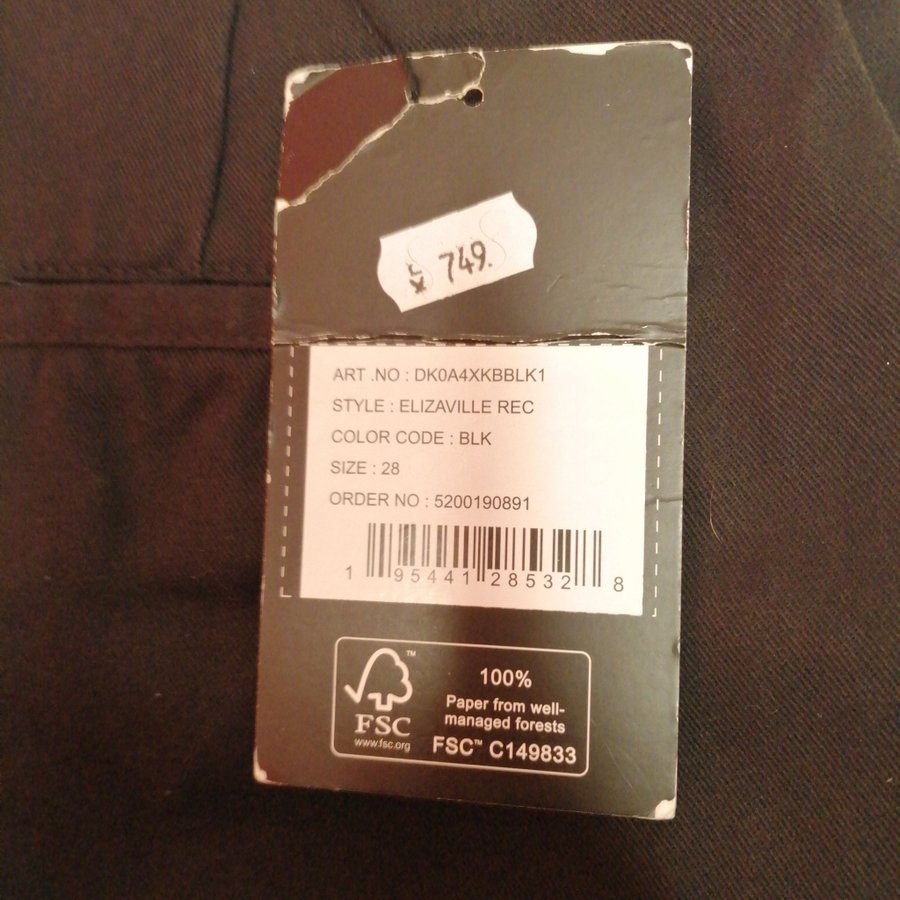 749.
ART .NO : DK0A4XKBBLK1
STYLE : ELIZAVILLE REC
COLOR CODE : BLK
SIZE : 28
ORDER NO : 5200190891
1 95441 28532 8
™
FSC
www.fsc.org
100%
Paper from well-
managed forests
FSC™ C149833